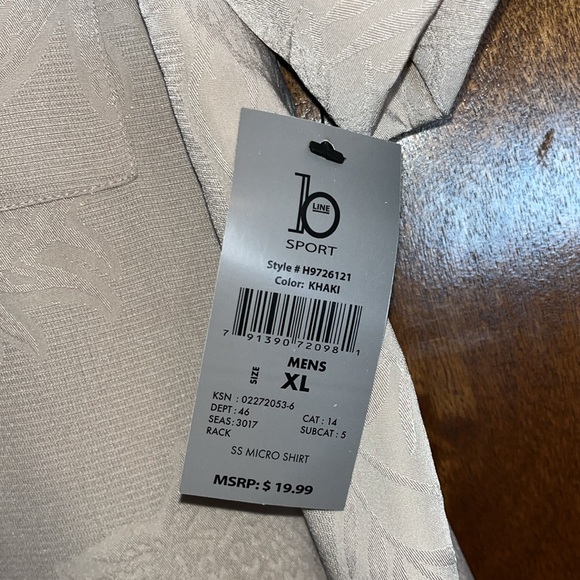 b
LINE
SPORT
Style # H9726121
Color: KHAKI
7 91390 72098 1
SIZE
MENS
XL
KSN : 02272053-6
DEPT : 46 CAT : 14
SEAS: 3017 SUBCAT : 5
RACK
SS MICRO SHIRT
MSRP: $ 19.99